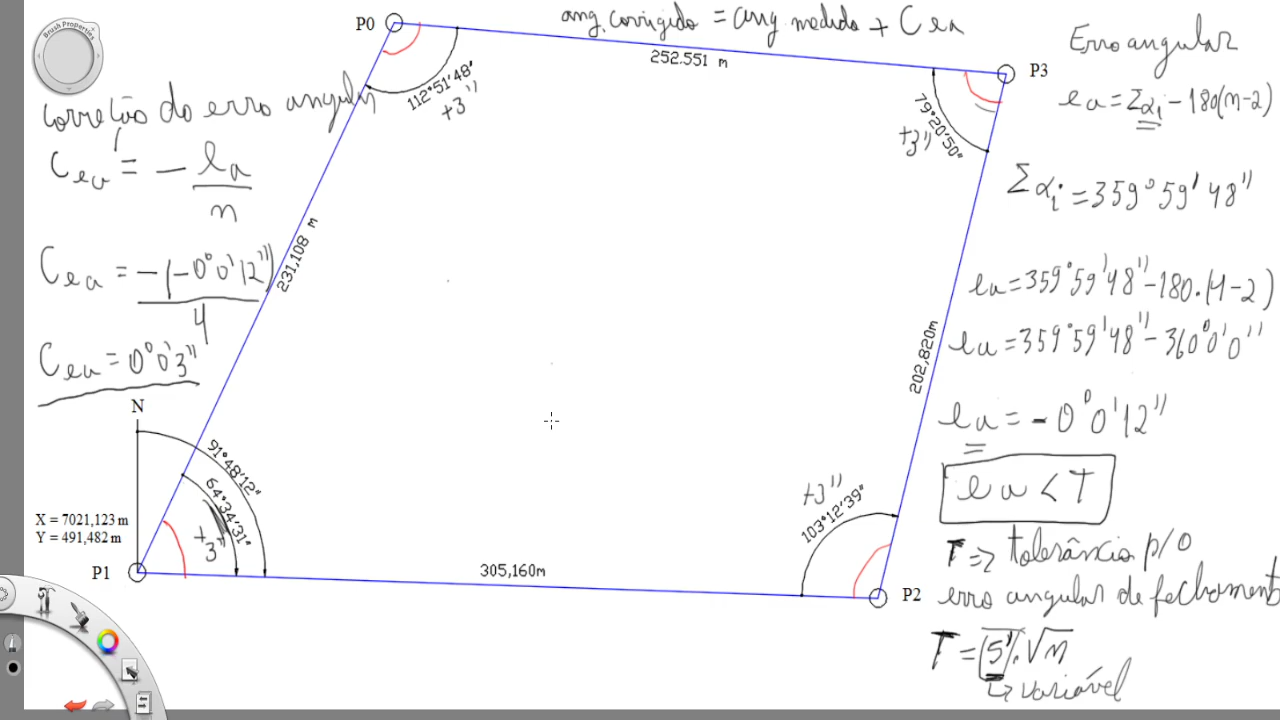 Brush Properties
P0
ang. corrigido = ang medido + Cea
252.551 m
P3
Erro angular
ea = Σαi - 180(n-2)
correção do erro angular
112°51'48"
+3"
79°20'50"
+3"
Cea = - ea
n
Σαi = 359°59'48"
231,108 m
Cea = -(-0°0'12")
4
ea = 359°59'48" - 180.(4-2)
ea = 359°59'48" - 360°0'0"
202,820m
Cea = 0°0'3"
N
ea = -0°0'12"
91°48'12"
64°34'31"
+3"
ea < T
+3"
103°12'39"
X = 7021,123 m
Y = 491,482 m
P1
305,160m
P2
T => tolerância p/o
erro angular de fechament
T = (5').√n
↳ variável